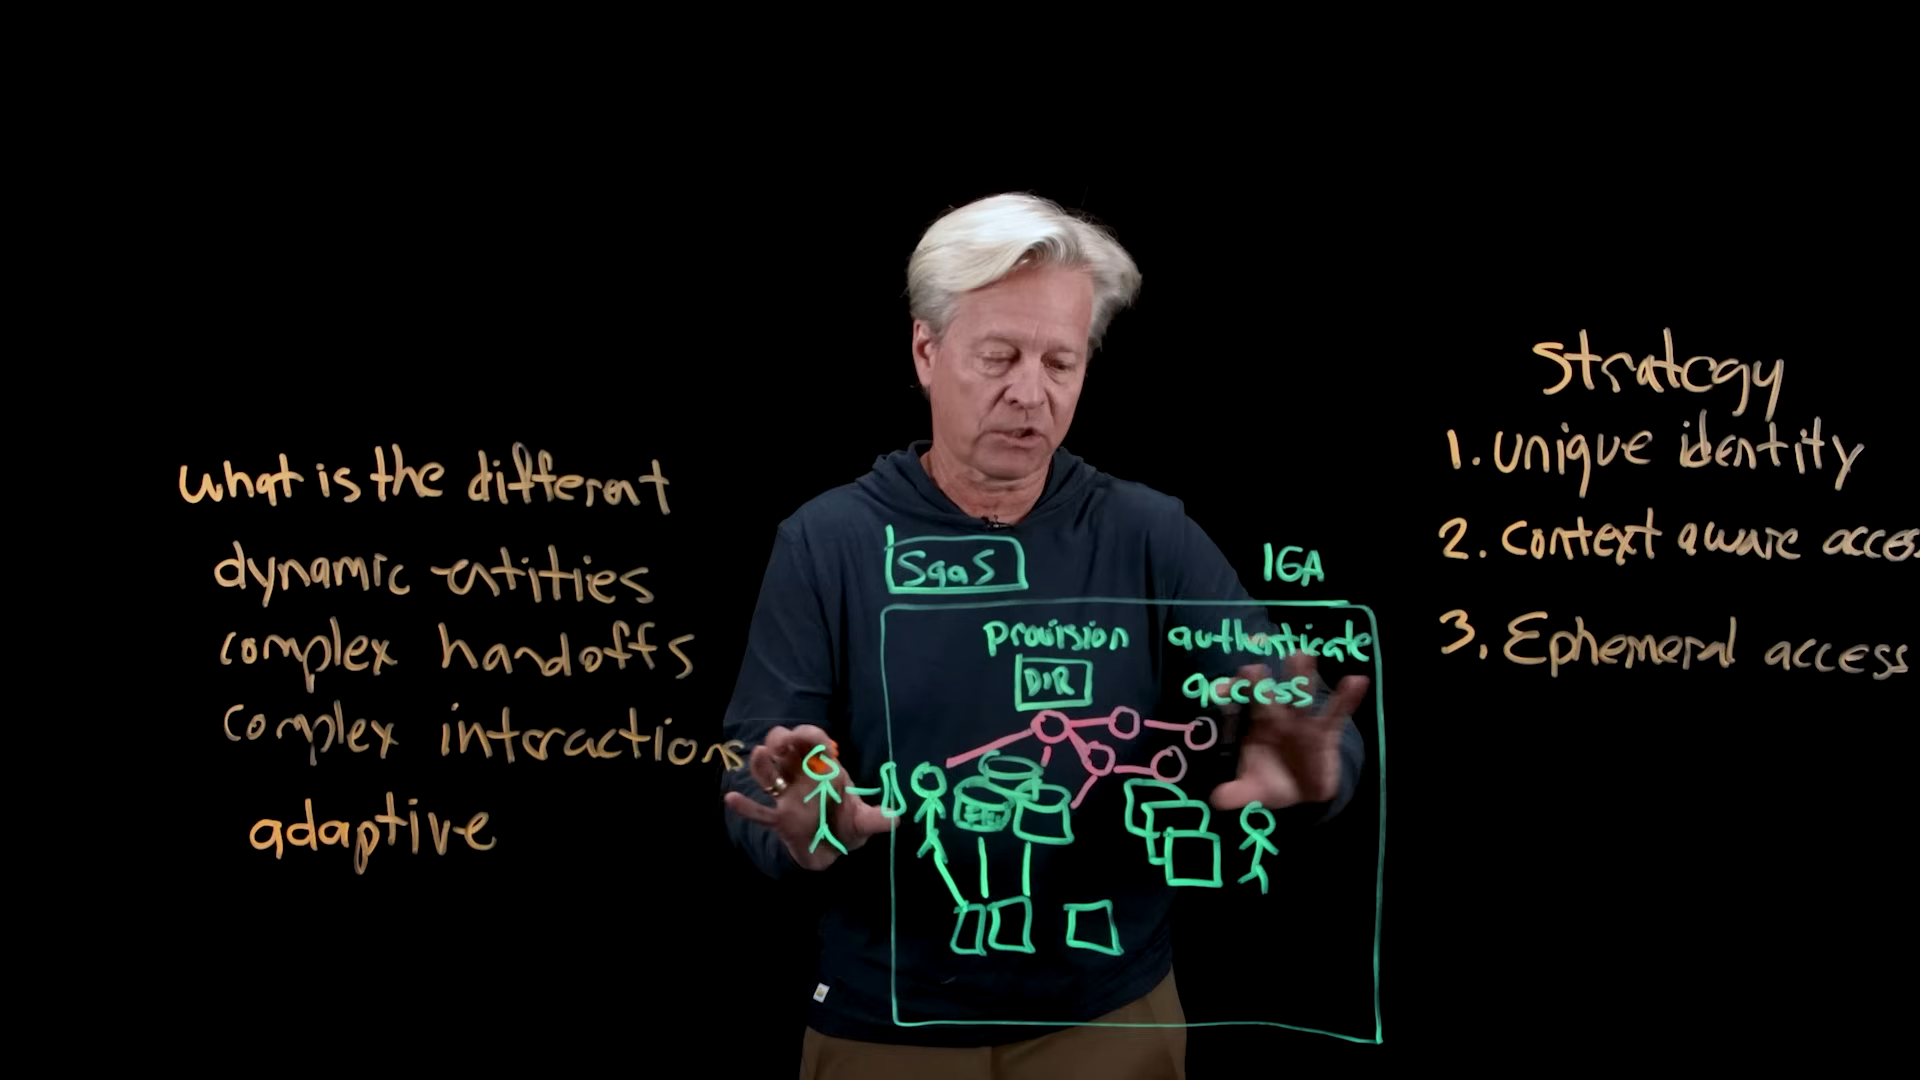 what is the different
dynamic entities
complex handoffs
complex interactions
adaptive
SaaS
IGA
provision
authenticate
DIR
access
Strategy
1. unique identity
2. context aware acces
3. Ephemeral access